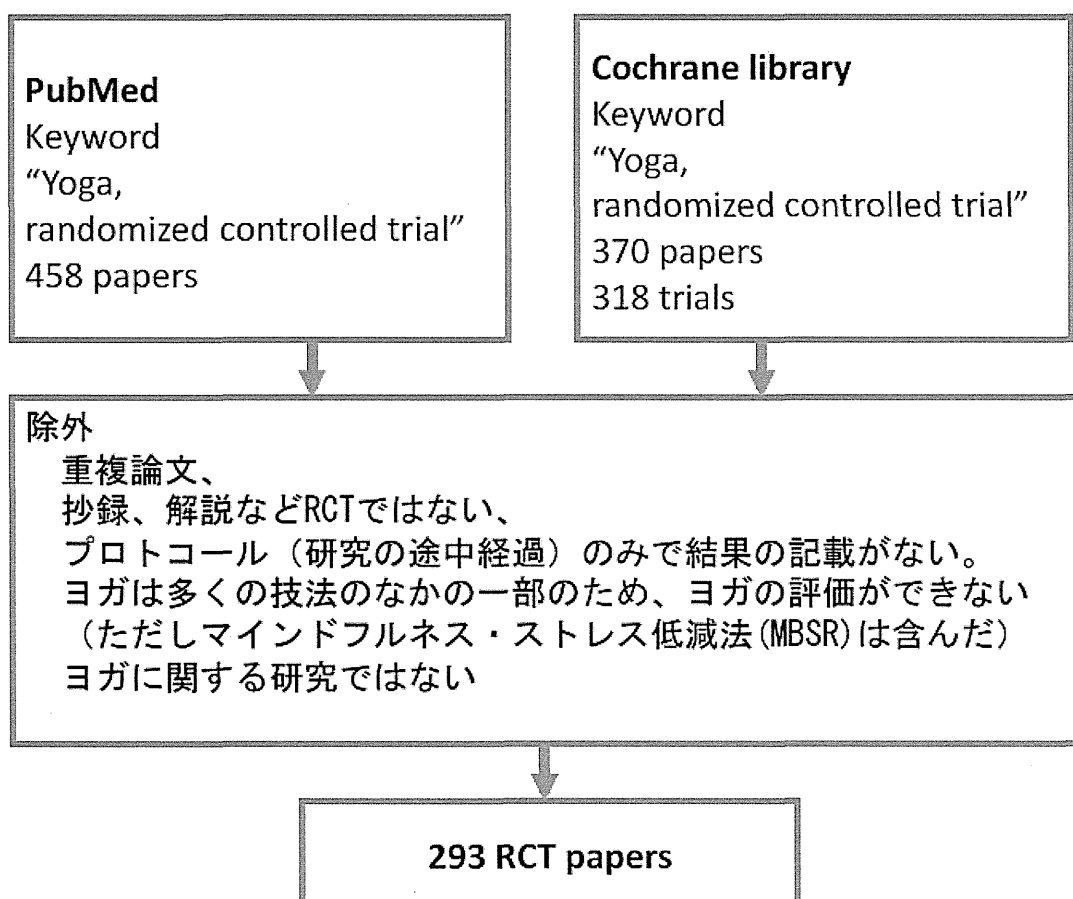 PubMed
Keyword
“Yoga,
randomized controlled trial”
458 papers
Cochrane library
Keyword
“Yoga,
randomized controlled trial”
370 papers
318 trials
除外
重複論文、
抄録、解説などRCTではない、
プロトコール（研究の途中経過）のみで結果の記載がない。
ヨガは多くの技法のなかの一部のため、ヨガの評価ができない
（ただしマインドフルネス・ストレス低減法(MBSR)は含んだ）
ヨガに関する研究ではない
293 RCT papers